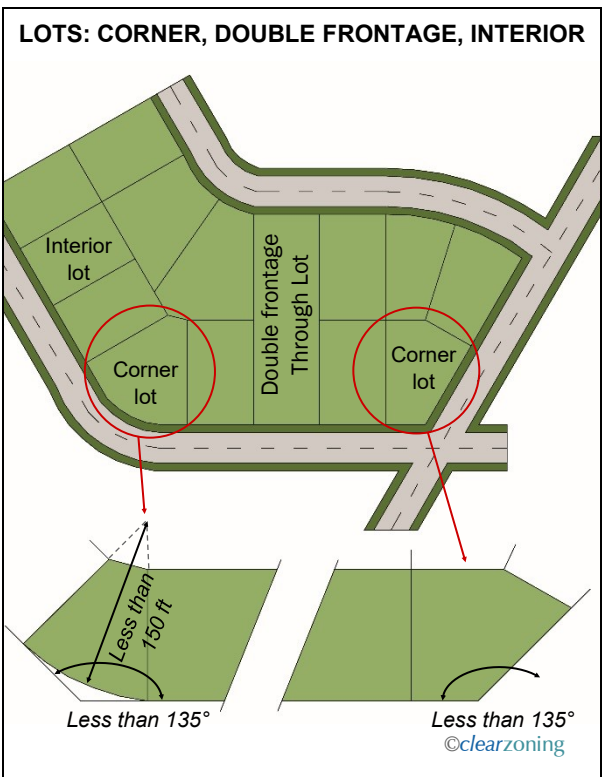 LOTS: CORNER, DOUBLE FRONTAGE, INTERIOR
Interior
lot
Double frontage
Through Lot
Corner
lot
Corner
lot
Less than
150 ft
Less than 135°
Less than 135°
©clearzoning